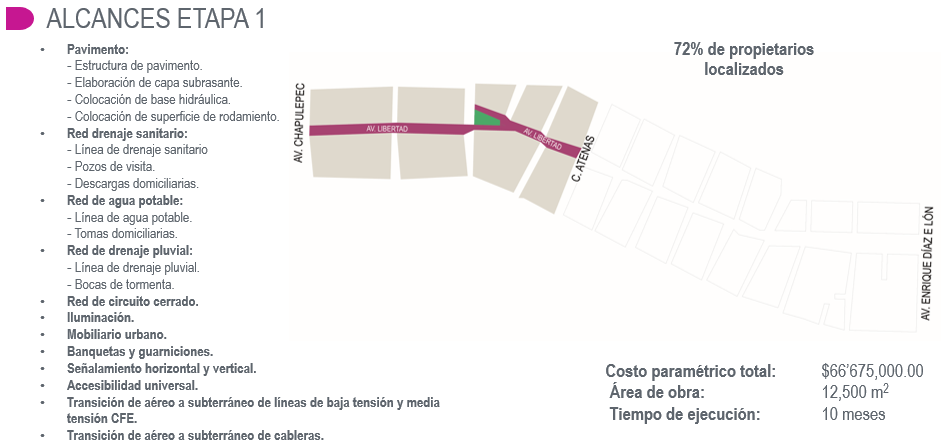 ALCANCES ETAPA 1
• Pavimento:
- Estructura de pavimento.
- Elaboración de capa subrasante.
- Colocación de base hidráulica.
- Colocación de superficie de rodamiento.
• Red drenaje sanitario:
- Línea de drenaje sanitario
- Pozos de visita.
- Descargas domiciliarias.
• Red de agua potable:
- Línea de agua potable.
- Tomas domiciliarias.
• Red de drenaje pluvial:
- Línea de drenaje pluvial.
- Bocas de tormenta.
• Red de circuito cerrado.
• Iluminación.
• Mobiliario urbano.
• Banquetas y guarniciones.
• Señalamiento horizontal y vertical.
• Accesibilidad universal.
• Transición de aéreo a subterráneo de líneas de baja tensión y media
tensión CFE.
• Transición de aéreo a subterráneo de cableras.
72% de propietarios
localizados
AV. CHAPULEPEC
AV. LIBERTAD
AV. LIBERTAD
C. ATENAS
AV. ENRIQUE DÍAZ E LÓN
Costo paramétrico total: $66’675,000.00
Área de obra: 12,500 m²
Tiempo de ejecución: 10 meses